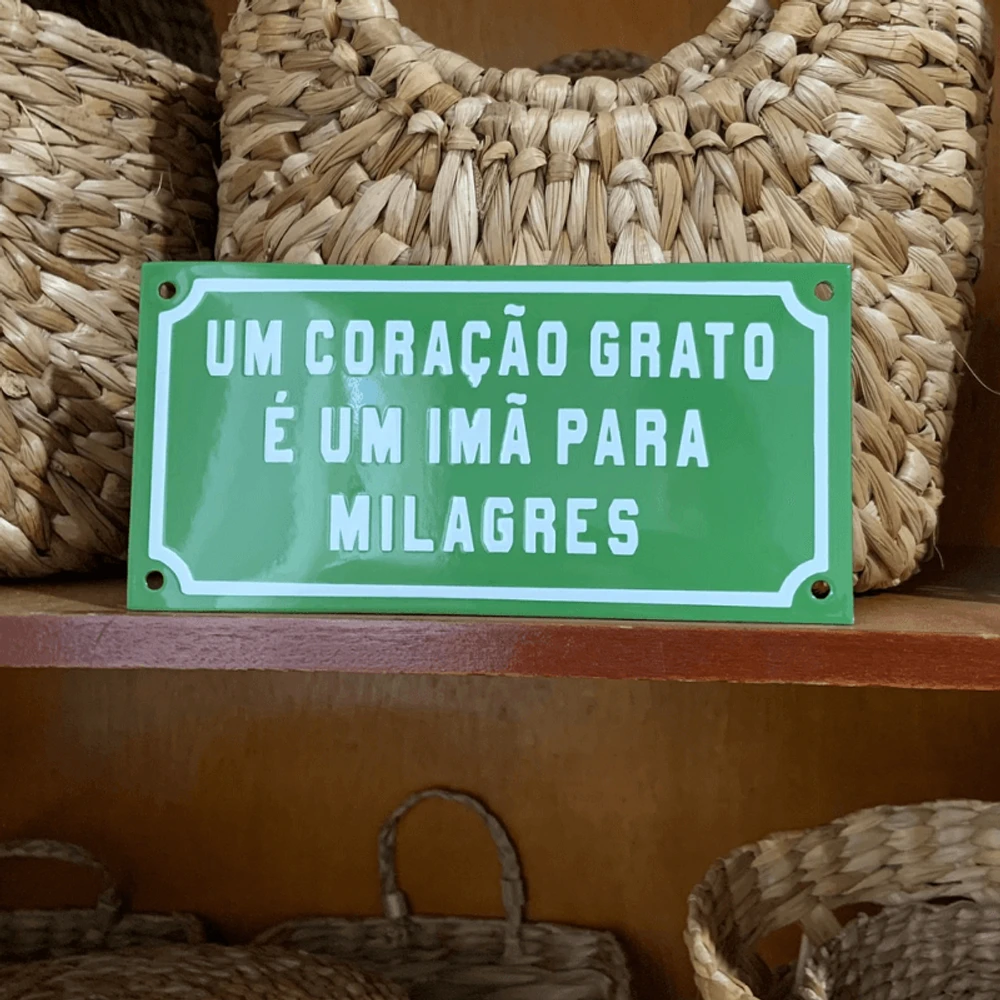 UM CORAÇÃO GRATO
É UM IMÃ PARA
MILAGRES